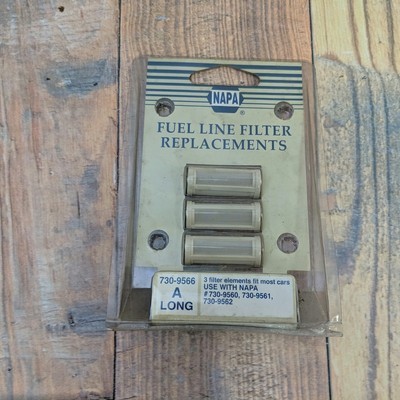 NAPA
®
FUEL LINE FILTER
REPLACEMENTS
730-9566
A
LONG
3 filter elements fit most cars
USE WITH NAPA
# 730-9560, 730-9561,
730-9562